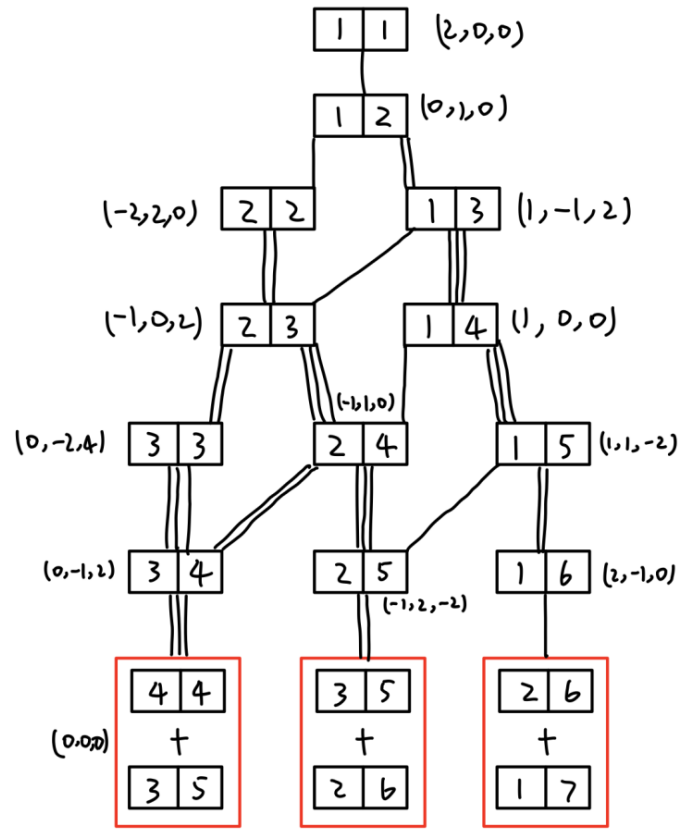 1 1 (2,0,0)
1 2 (0,1,0)
(-2,2,0) 2 2 1 3 (1,-1,2)
(-1,0,2) 2 3 1 4 (1,0,0)
(-1,1,0)
(0,-2,4) 3 3 2 4 1 5 (1,1,-2)
(0,-1,2) 3 4 2 5 1 6 (2,-1,0)
(-1,2,-2)
4 4 3 5 2 6
(0,0,0) + + +
3 5 2 6 1 7